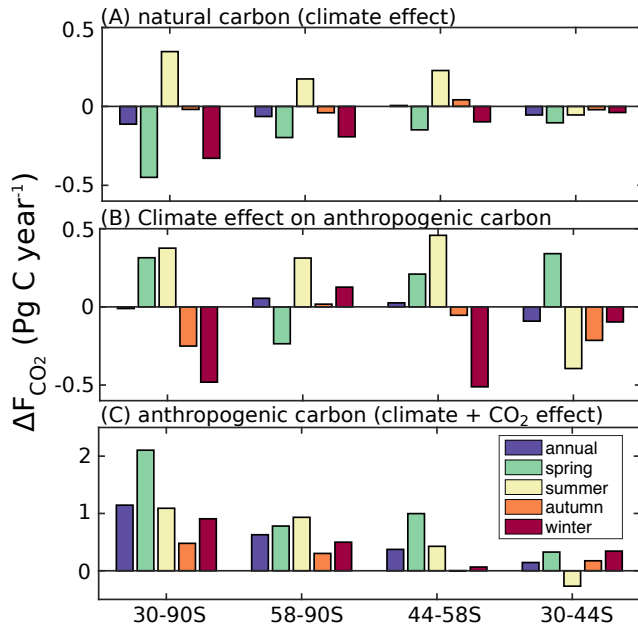 (A) natural carbon (climate effect)
0.5
0
-0.5
(B) Climate effect on anthropogenic carbon
0.5
0
-0.5
ΔF_CO₂ (Pg C year⁻¹)
(C) anthropogenic carbon (climate + CO₂ effect)
2
1
0
annual
spring
summer
autumn
winter
30-90S 58-90S 44-58S 30-44S